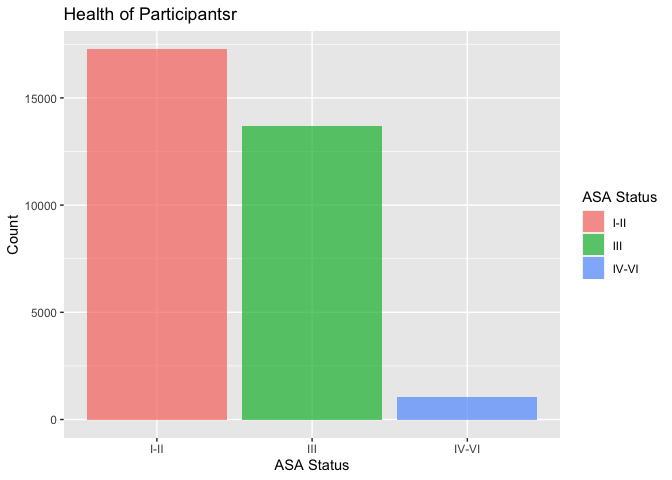 Health of Participantsr
Count
15000
10000
5000
0
I-II
III
IV-VI
ASA Status
ASA Status
I-II
III
IV-VI